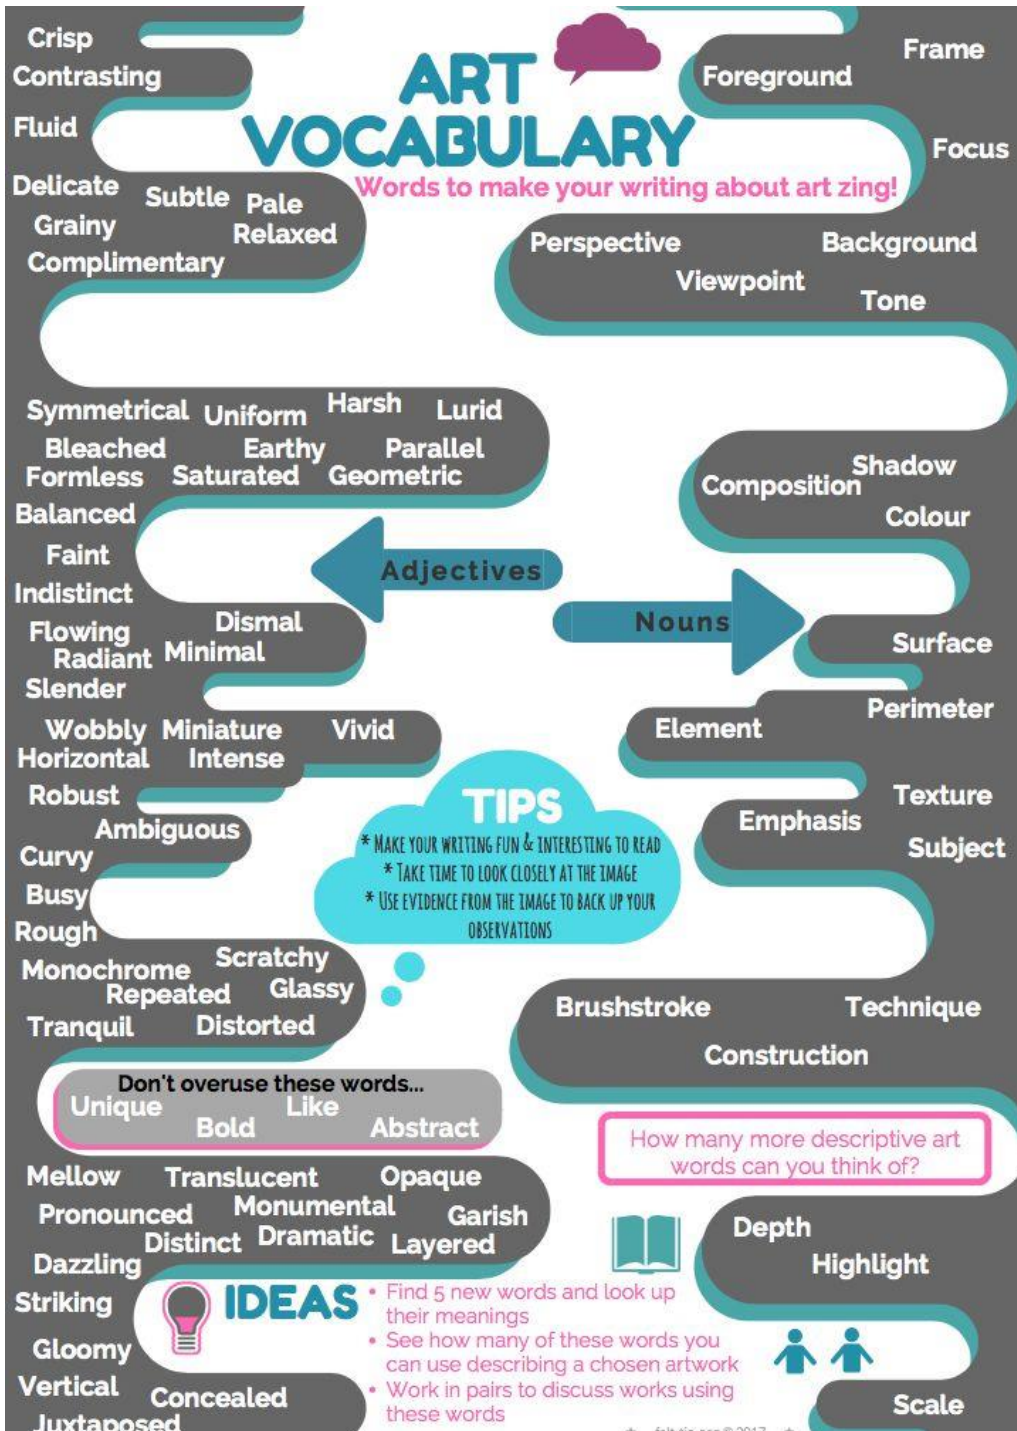 ART
VOCABULARY
Words to make your writing about art zing!
Crisp
Contrasting
Fluid
Delicate Subtle Pale
Grainy Relaxed
Complimentary
Symmetrical Uniform Harsh Lurid
Bleached Earthy Parallel
Formless Saturated Geometric
Balanced
Faint
Indistinct
Flowing Dismal
Radiant Minimal
Slender
Wobbly Miniature Vivid
Horizontal Intense
Robust
Ambiguous
Curvy
Busy
Rough
Monochrome Scratchy
Repeated Glassy
Tranquil Distorted
Don't overuse these words...
Unique Like
Bold Abstract
Mellow Translucent Opaque
Pronounced Monumental Garish
Distinct Dramatic Layered
Dazzling
Striking
Gloomy
Vertical Concealed
Juxtaposed
Adjectives
Nouns
Frame
Foreground
Focus
Perspective Background
Viewpoint
Tone
Shadow
Composition
Colour
Surface
Perimeter
Element
Texture
Emphasis
Subject
Brushstroke Technique
Construction
Depth
Highlight
Scale
TIPS
* MAKE YOUR WRITING FUN & INTERESTING TO READ
* TAKE TIME TO LOOK CLOSELY AT THE IMAGE
* USE EVIDENCE FROM THE IMAGE TO BACK UP YOUR
OBSERVATIONS
How many more descriptive art
words can you think of?
IDEAS
• Find 5 new words and look up
their meanings
• See how many of these words you
can use describing a chosen artwork
• Work in pairs to discuss works using
these words